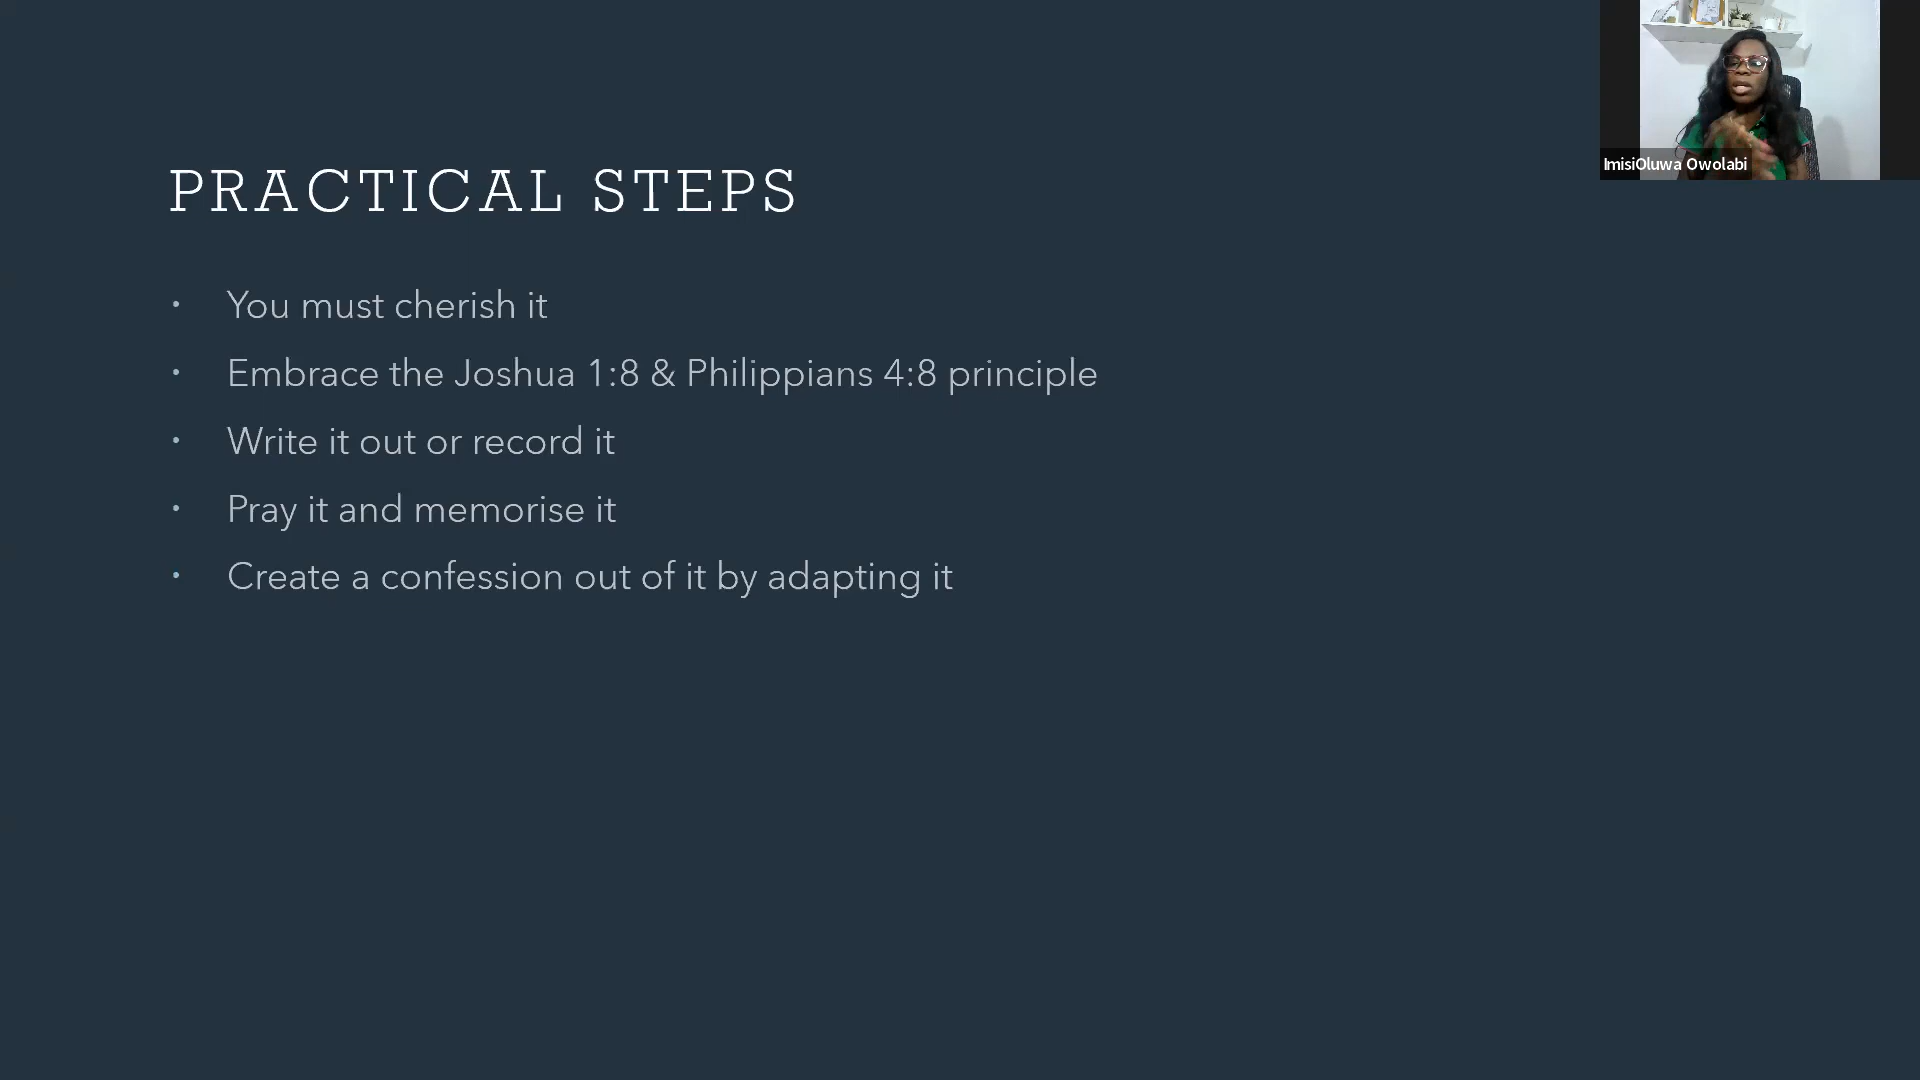 PRACTICAL STEPS
• You must cherish it
• Embrace the Joshua 1:8 & Philippians 4:8 principle
• Write it out or record it
• Pray it and memorise it
• Create a confession out of it by adapting it
ImisiOluwa Owolabi